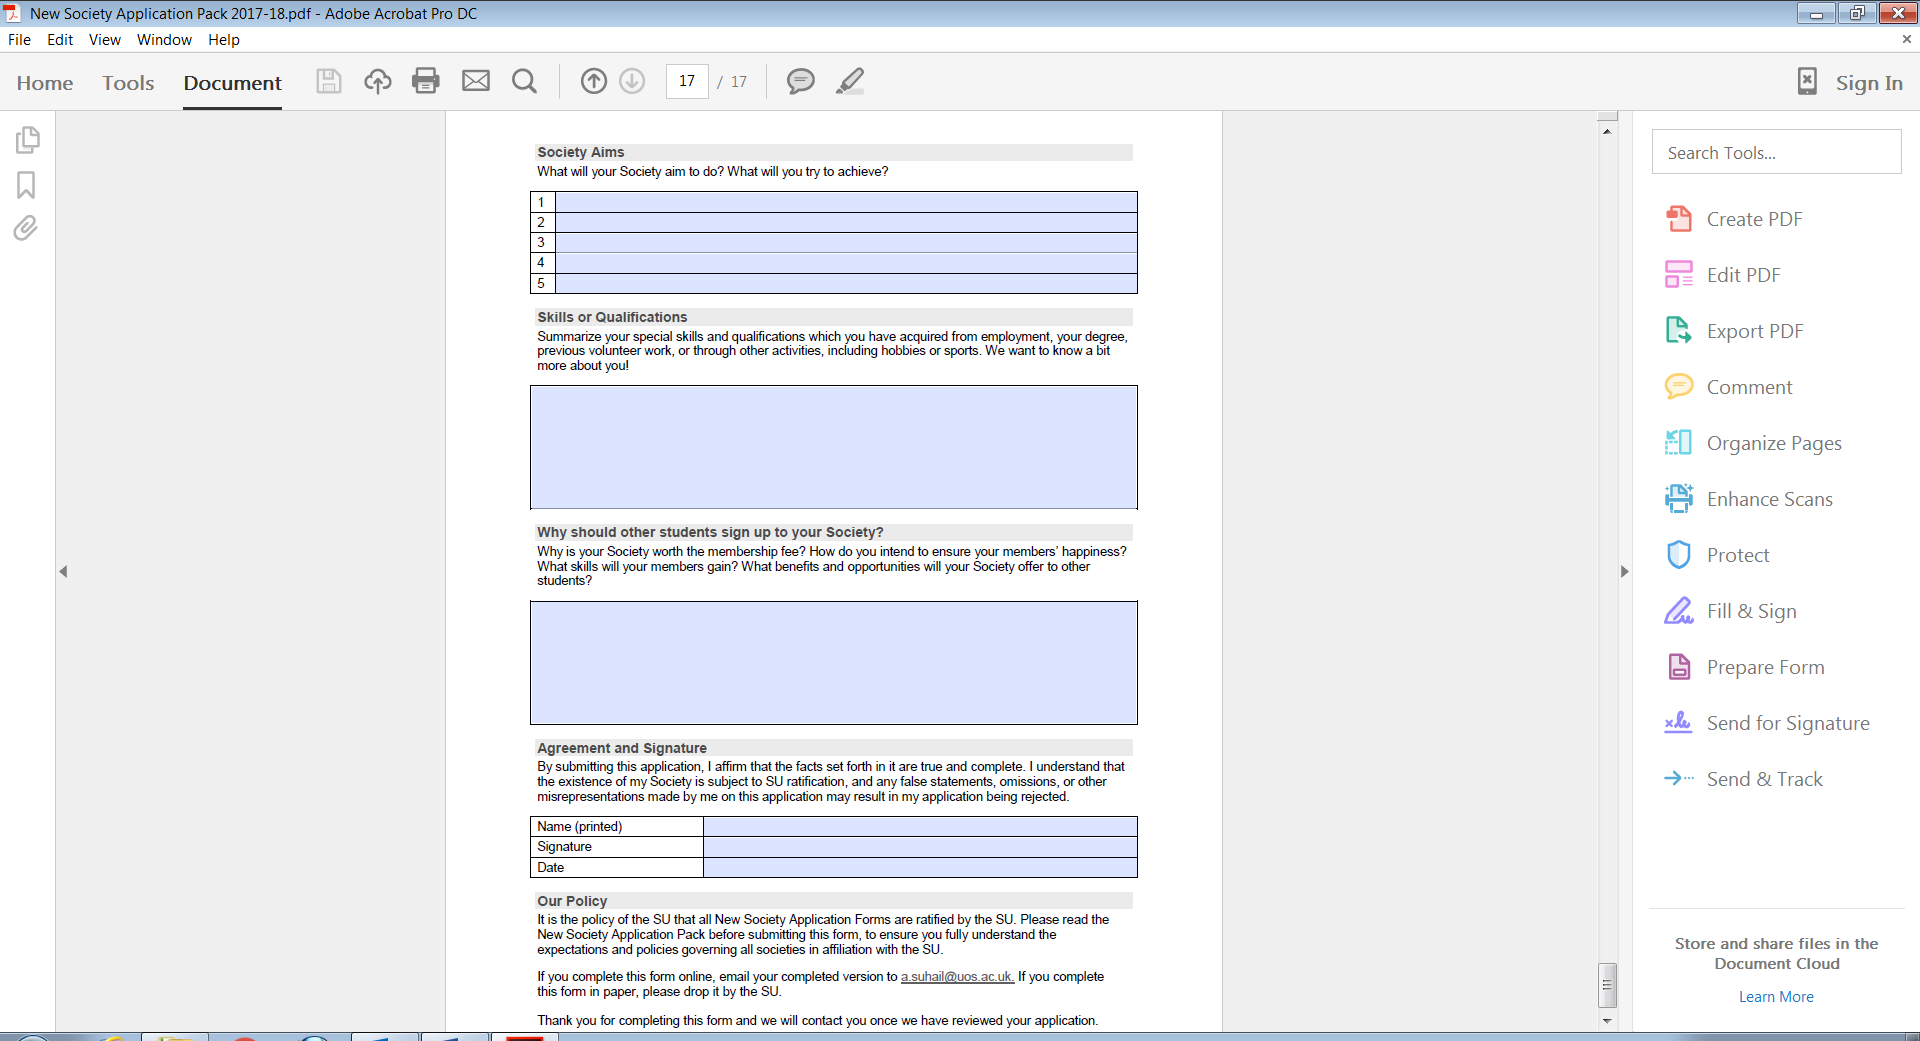 New Society Application Pack 2017-18.pdf - Adobe Acrobat Pro DC
File Edit View Window Help
Home Tools Document 17 / 17 Sign In
Society Aims
What will your Society aim to do? What will you try to achieve?
1
2
3
4
5
Skills or Qualifications
Summarize your special skills and qualifications which you have acquired from employment, your degree,
previous volunteer work, or through other activities, including hobbies or sports. We want to know a bit
more about you!
Why should other students sign up to your Society?
Why is your Society worth the membership fee? How do you intend to ensure your members' happiness?
What skills will your members gain? What benefits and opportunities will your Society offer to other
students?
Agreement and Signature
By submitting this application, I affirm that the facts set forth in it are true and complete. I understand that
the existence of my Society is subject to SU ratification, and any false statements, omissions, or other
misrepresentations made by me on this application may result in my application being rejected.
Name (printed)
Signature
Date
Our Policy
It is the policy of the SU that all New Society Application Forms are ratified by the SU. Please read the
New Society Application Pack before submitting this form, to ensure you fully understand the
expectations and policies governing all societies in affiliation with the SU.
If you complete this form online, email your completed version to a.suhail@uos.ac.uk. If you complete
this form in paper, please drop it by the SU.
Thank you for completing this form and we will contact you once we have reviewed your application.
Search Tools...
Create PDF
Edit PDF
Export PDF
Comment
Organize Pages
Enhance Scans
Protect
Fill & Sign
Prepare Form
Send for Signature
Send & Track
Store and share files in the
Document Cloud
Learn More